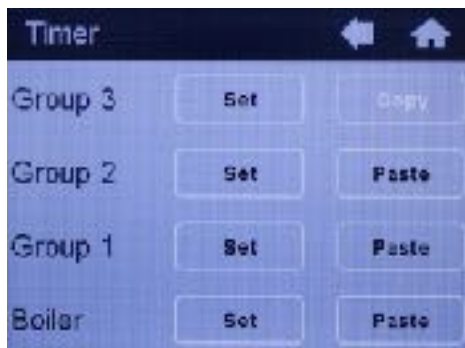 Timer
Group 3 Set Copy
Group 2 Set Paste
Group 1 Set Paste
Boiler Set Paste